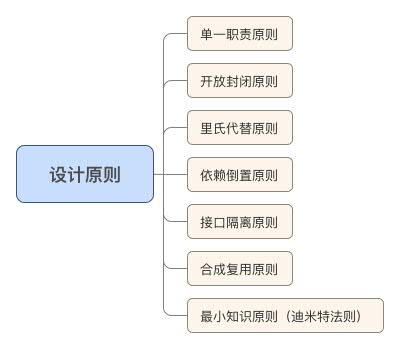 设计原则
单一职责原则
开放封闭原则
里氏代替原则
依赖倒置原则
接口隔离原则
合成复用原则
最小知识原则（迪米特法则）